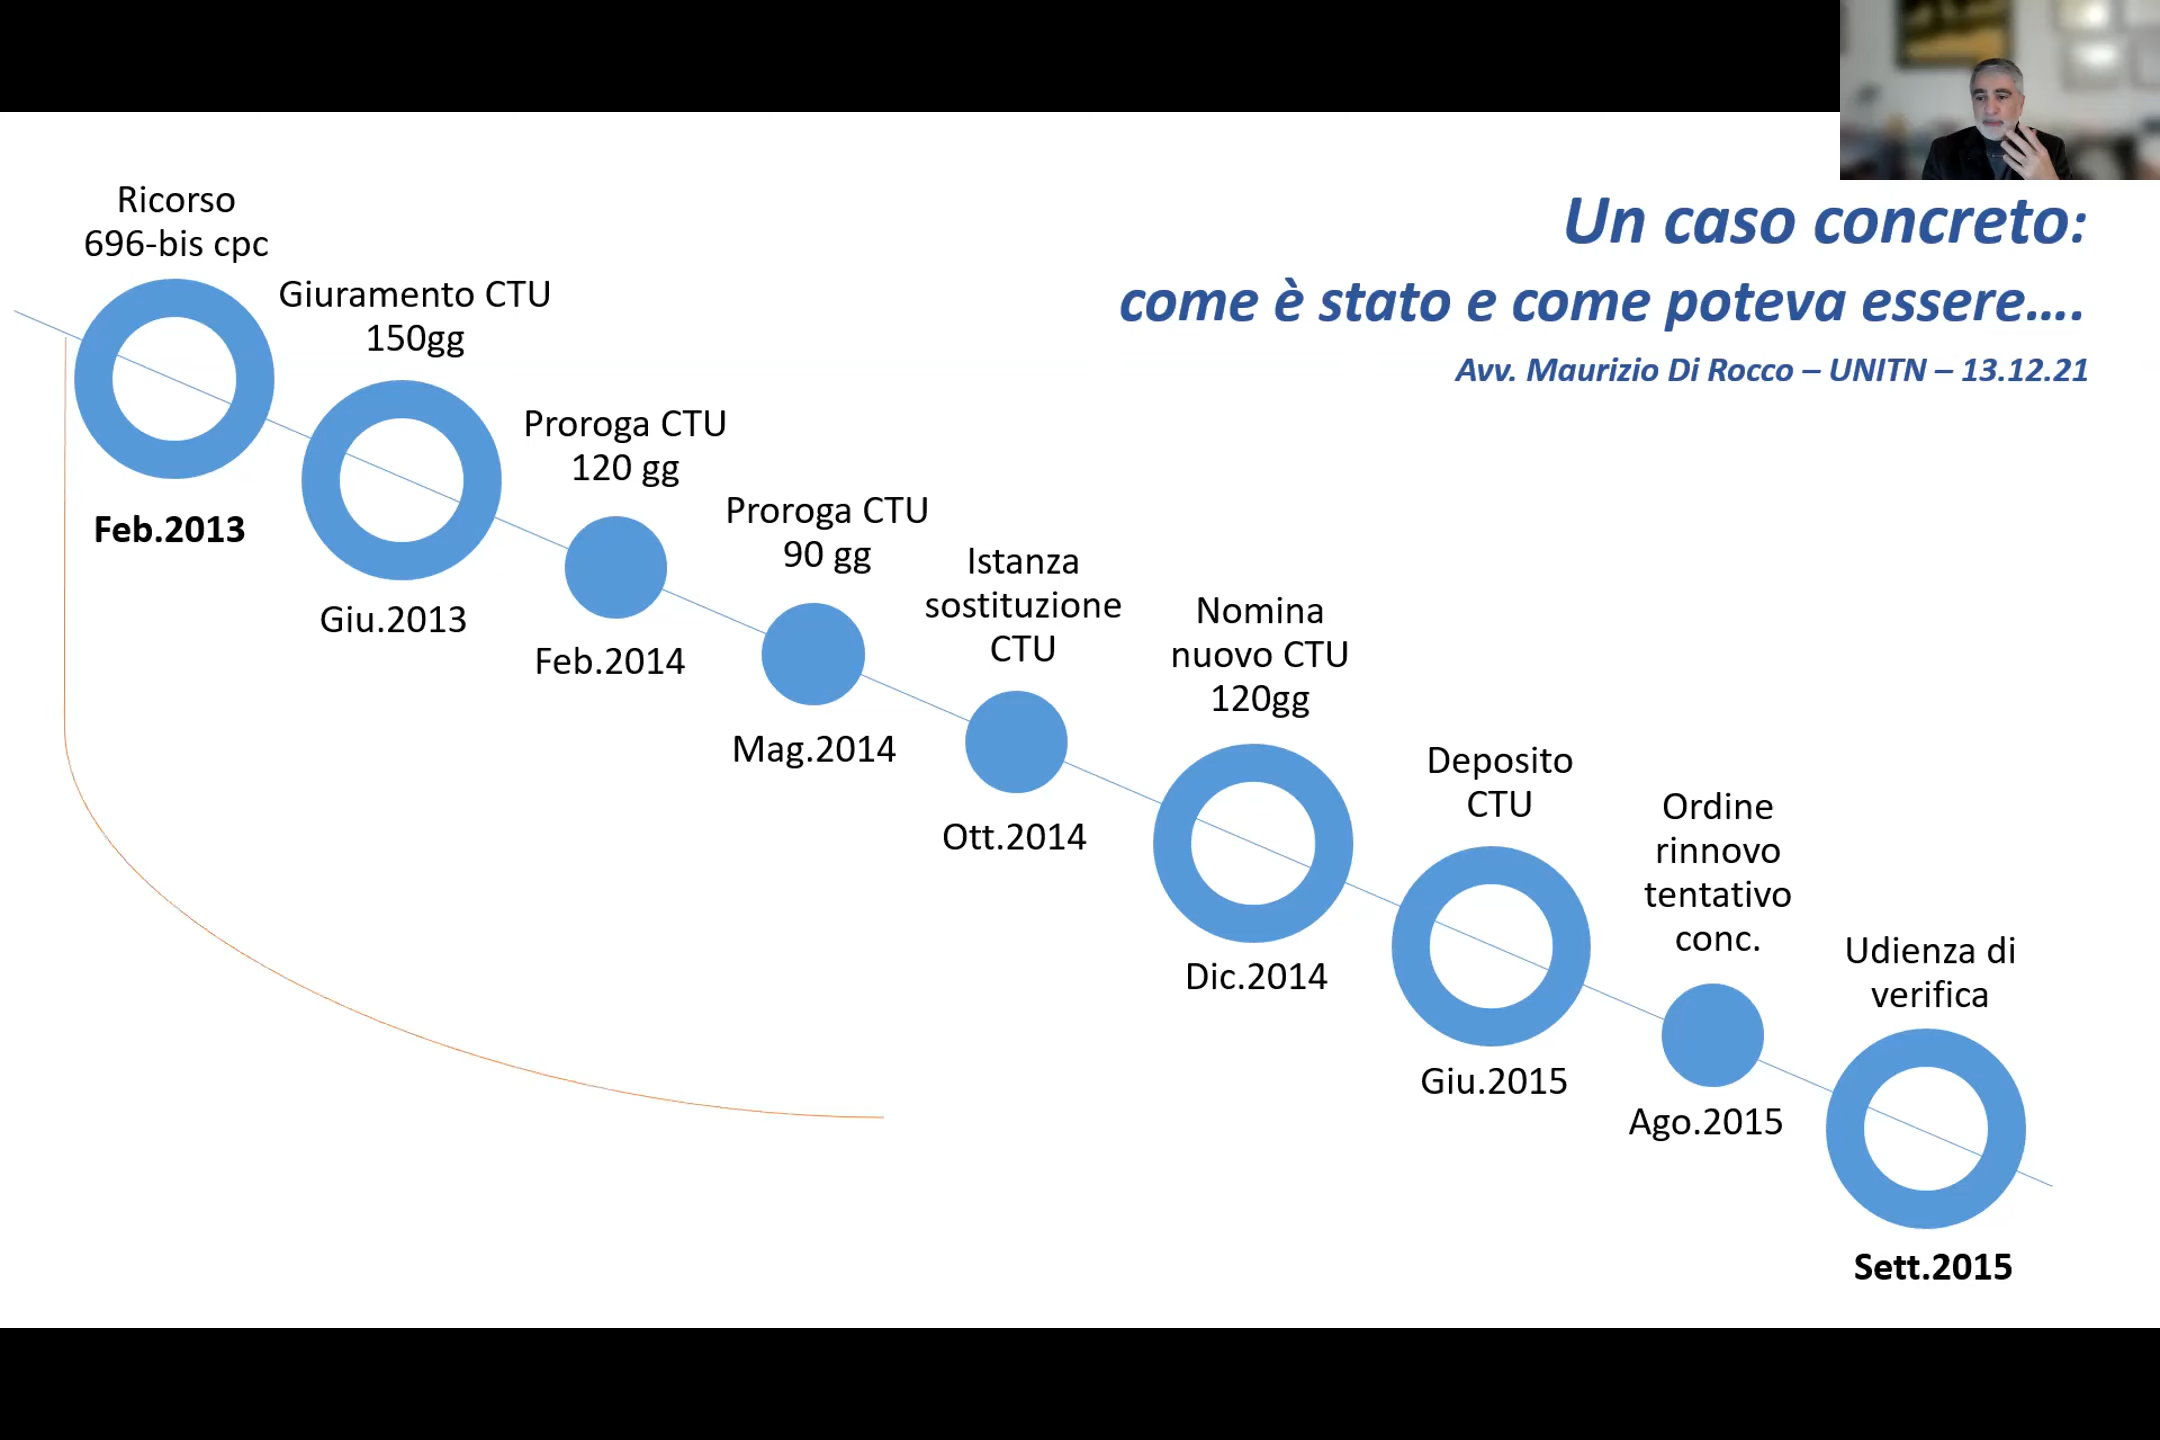 Un caso concreto:
come è stato e come poteva essere....
Avv. Maurizio Di Rocco – UNITN – 13.12.21
Ricorso
696-bis cpc
Feb.2013
Giuramento CTU
150gg
Giu.2013
Proroga CTU
120 gg
Feb.2014
Proroga CTU
90 gg
Mag.2014
Istanza
sostituzione
CTU
Ott.2014
Nomina
nuovo CTU
120gg
Dic.2014
Deposito
CTU
Giu.2015
Ordine
rinnovo
tentativo
conc.
Ago.2015
Udienza di
verifica
Sett.2015